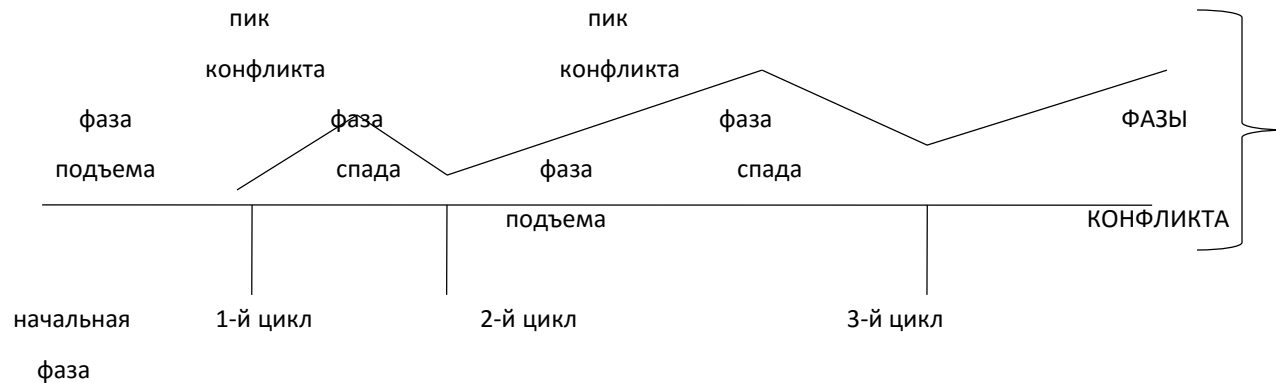 пик пик
конфликта конфликта
фаза фаза фаза ФАЗЫ
подъема спада фаза спада
подъема КОНФЛИКТА
начальная 1-й цикл 2-й цикл 3-й цикл
фаза